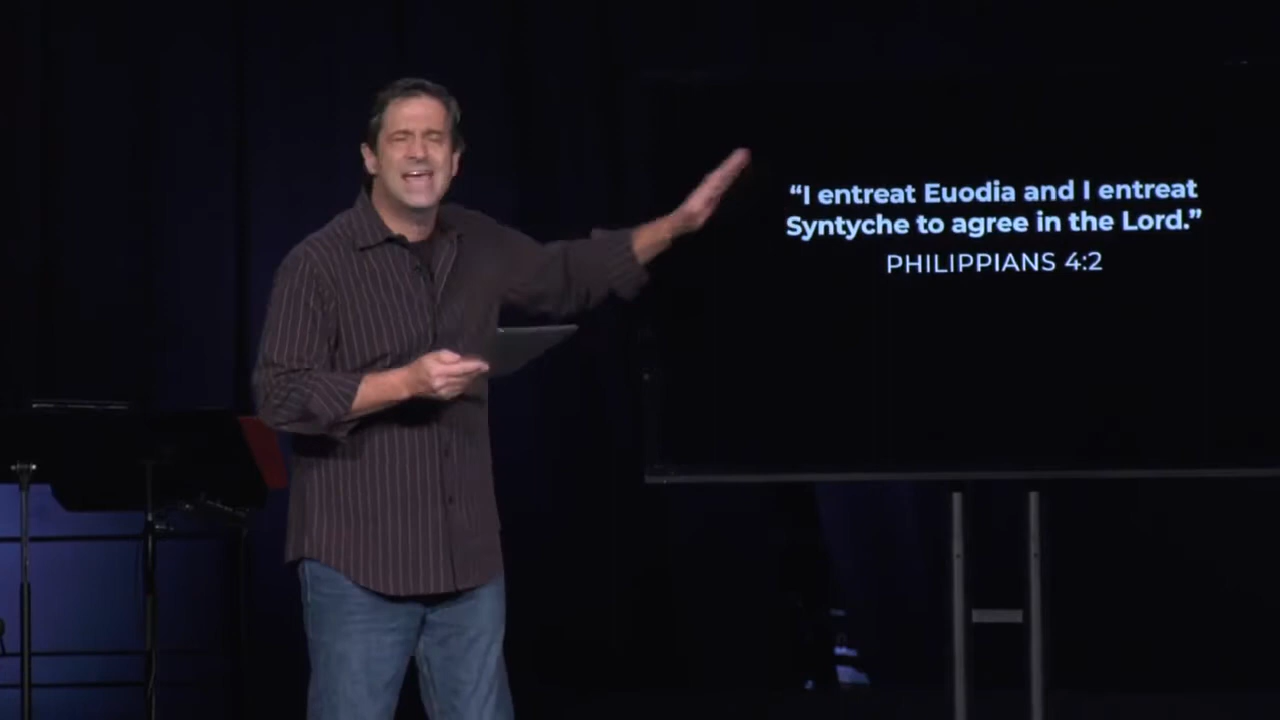 “I entreat Euodia and I entreat
Syntyche to agree in the Lord.”
PHILIPPIANS 4:2